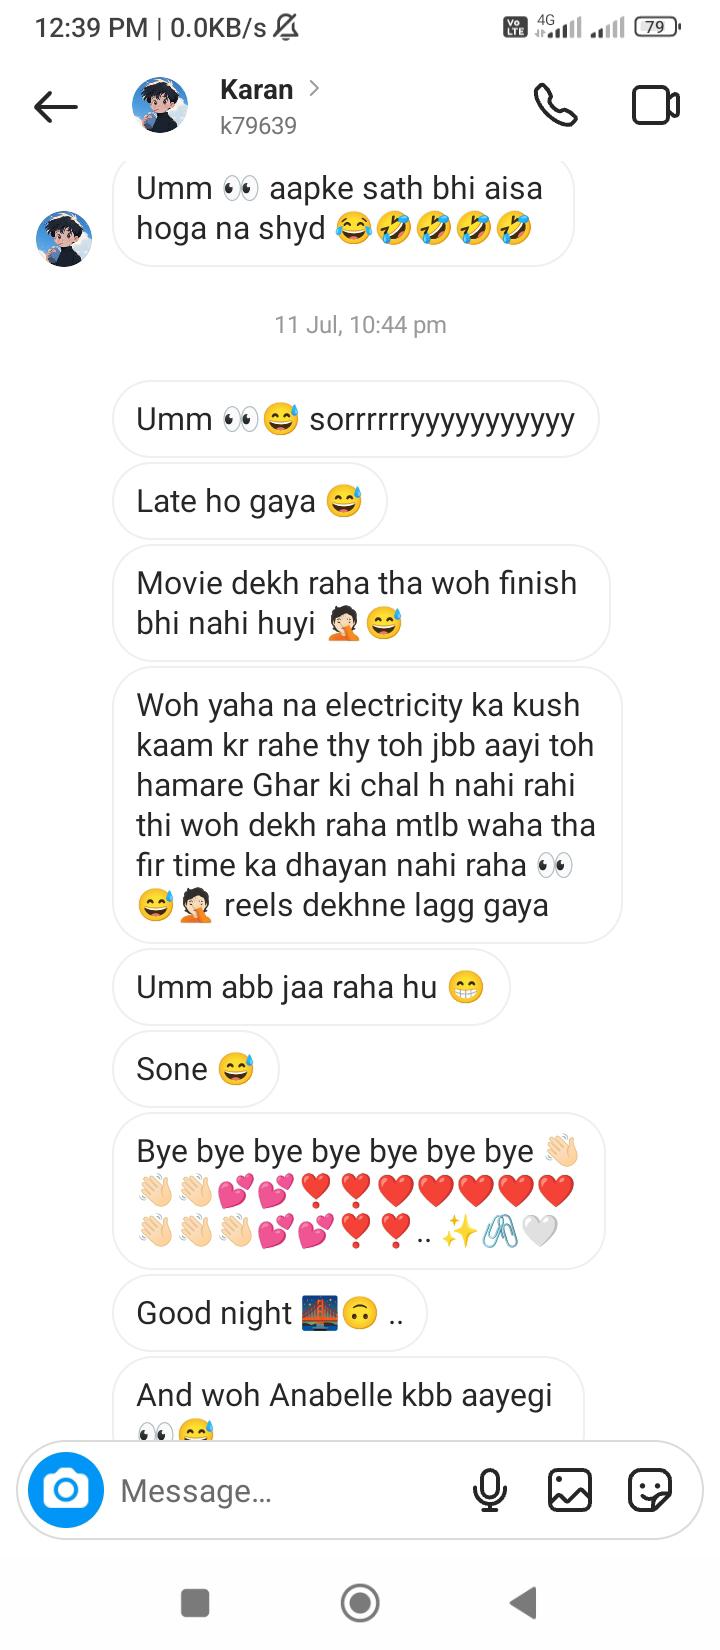 12:39 PM | 0.0KB/s
Vo LTE 4G 79
Karan
k79639
Umm 👀 aapke sath bhi aisa
hoga na shyd 😂🤣🤣🤣🤣
11 Jul, 10:44 pm
Umm 👀😅 sorrrrrryyyyyyyyyyy
Late ho gaya 😅
Movie dekh raha tha woh finish
bhi nahi huyi 🤦🏻😅
Woh yaha na electricity ka kush
kaam kr rahe thy toh jbb aayi toh
hamare Ghar ki chal h nahi rahi
thi woh dekh raha mtlb waha tha
fir time ka dhayan nahi raha 👀
😅🤦🏻 reels dekhne lagg gaya
Umm abb jaa raha hu 😁
Sone 😅
Bye bye bye bye bye bye bye 👋🏻
👋🏻👋🏻💕💕❣️❣️❤️❤️❤️❤️❤️
👋🏻👋🏻👋🏻💕💕❣️❣️.. ✨🖇️🤍
Good night 🌉🙃 ..
And woh Anabelle kbb aayegi
👀😅
Message...